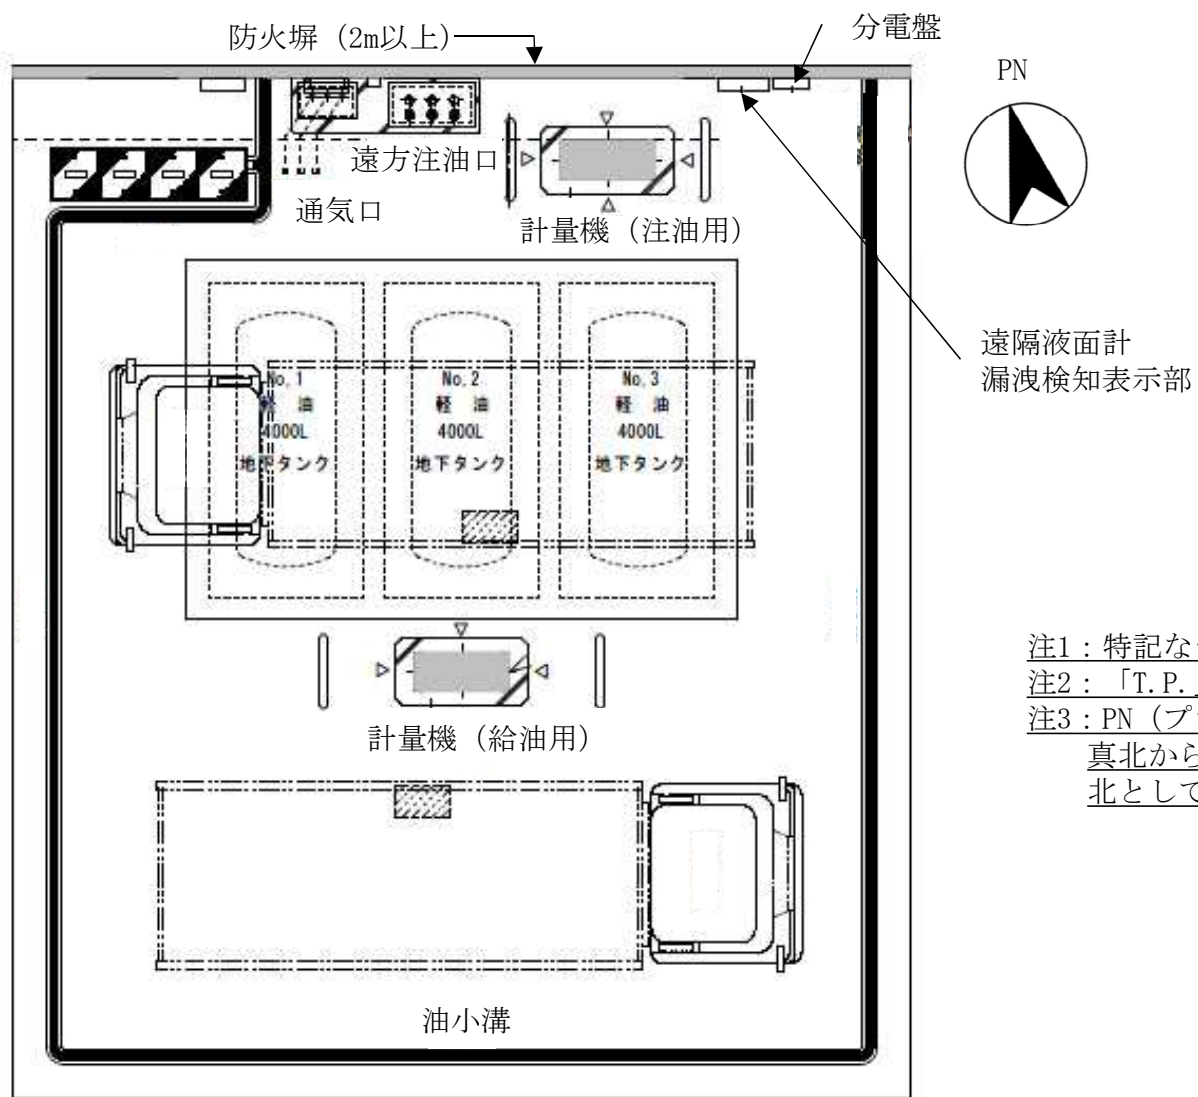 防火塀（2m以上）
分電盤
PN
遠方注油口
通気口
計量機（注油用）
遠隔液面計
漏洩検知表示部
No.1
軽 油
4000L
地下タンク
No.2
軽 油
4000L
地下タンク
No.3
軽 油
4000L
地下タンク
計量機（給油用）
注1：特記な
注2：「T.P.
注3：PN（プ
真北から
北として
油小溝